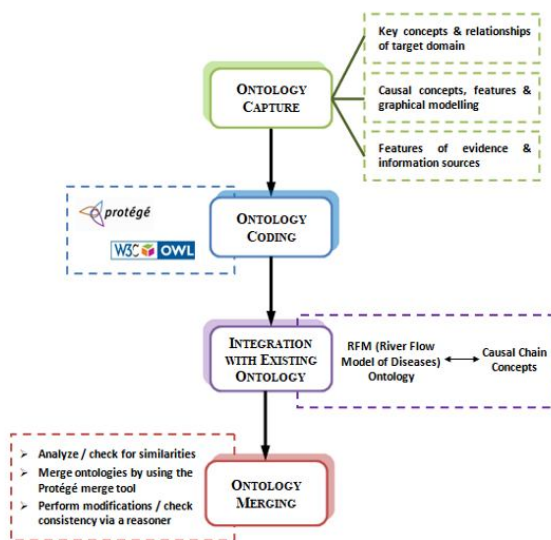 Key concepts & relationships
of target domain
ONTOLOGY
CAPTURE
Causal concepts, features &
graphical modelling
Features of evidence &
information sources
protégé
W3C OWL
ONTOLOGY
CODING
INTEGRATION
WITH EXISTING
ONTOLOGY
RFM (River Flow
Model of Diseases)
Ontology
Causal Chain
Concepts
Analyze / check for similarities
Merge ontologies by using the
Protégé merge tool
Perform modifications / check
consistency via a reasoner
ONTOLOGY
MERGING